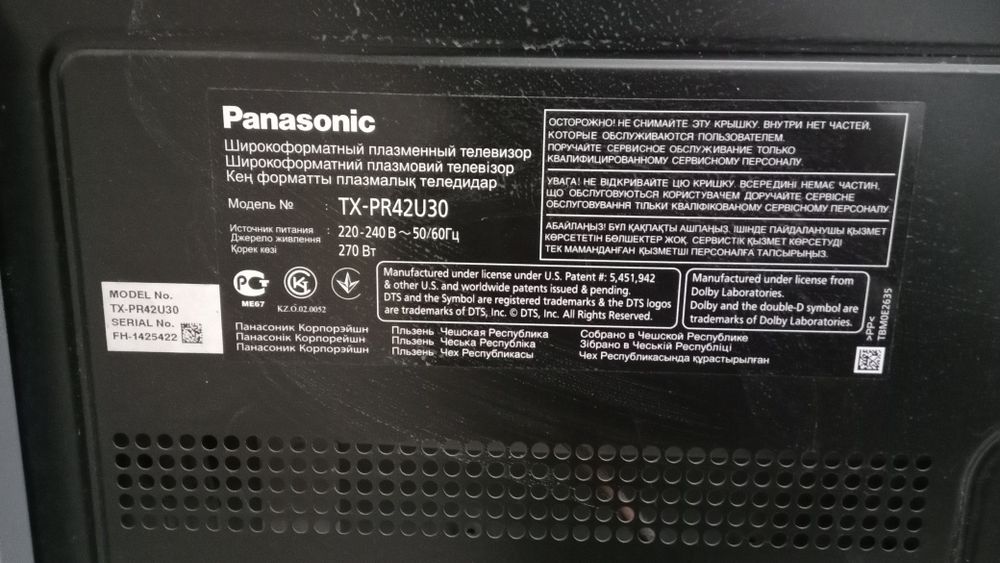 Panasonic
Широкоформатный плазменный телевизор
Широкоформатний плазмовий телевізор
Кең форматты плазмалық теледидар
Модель № : TX-PR42U30
Источник питания
Джерело живлення : 220-240 В ~ 50/60Гц
Қорек көзі 270 Вт
ОСТОРОЖНО! НЕ СНИМАЙТЕ ЭТУ КРЫШКУ. ВНУТРИ НЕТ ЧАСТЕЙ,
КОТОРЫЕ ОБСЛУЖИВАЮТСЯ ПОЛЬЗОВАТЕЛЕМ.
ПОРУЧАЙТЕ СЕРВИСНОЕ ОБСЛУЖИВАНИЕ ТОЛЬКО
КВАЛИФИЦИРОВАННОМУ СЕРВИСНОМУ ПЕРСОНАЛУ.
УВАГА! НЕ ВІДКРИВАЙТЕ ЦЮ КРИШКУ. ВСЕРЕДИНІ НЕМАЄ ЧАСТИН,
ЩО ОБСЛУГОВУЮТЬСЯ КОРИСТУВАЧЕМ ДОРУЧАЙТЕ СЕРВІСНЕ
ОБСЛУГОВУВАННЯ ТІЛЬКИ КВАЛІФІКОВАНОМУ СЕРВІСНОМУ ПЕРСОНАЛУ
АБАЙЛАҢЫЗ! БҰЛ ҚАҚПАҚТЫ АШПАҢЫЗ. ІШІНДЕ ПАЙДАЛАНУШЫ ҚЫЗМЕТ
КӨРСЕТЕТІН БӨЛШЕКТЕР ЖОҚ. СЕРВИСТІК ҚЫЗМЕТ КӨРСЕТУДІ
ТЕК МАМАНДАНҒАН ҚЫЗМЕТШІ ПЕРСОНАЛҒА ТАПСЫРЫҢЫЗ.
ME67
KZ.O.02.0052
Manufactured under license under U.S. Patent #: 5,451,942
& other U.S. and worldwide patents issued & pending.
DTS and the Symbol are registered trademarks & the DTS logos
are trademarks of DTS, Inc. © DTS, Inc. All Rights Reserved.
Manufactured under license from
Dolby Laboratories.
Dolby and the double-D symbol are
trademarks of Dolby Laboratories.
>PP<
TBM0E2635
MODEL No.
TX-PR42U30
SERIAL No.
FH-1425422
Панасоник Корпорэйшн Пльзень Чешская Республика Собрано в Чешской Республике
Панасонік Корпорейшн Пльзень Чеська Республіка Зібрано в Чеській Республіці
Панасоник Корпорэйшн Пльзень Чех Республикасы Чех Республикасында құрастырылған